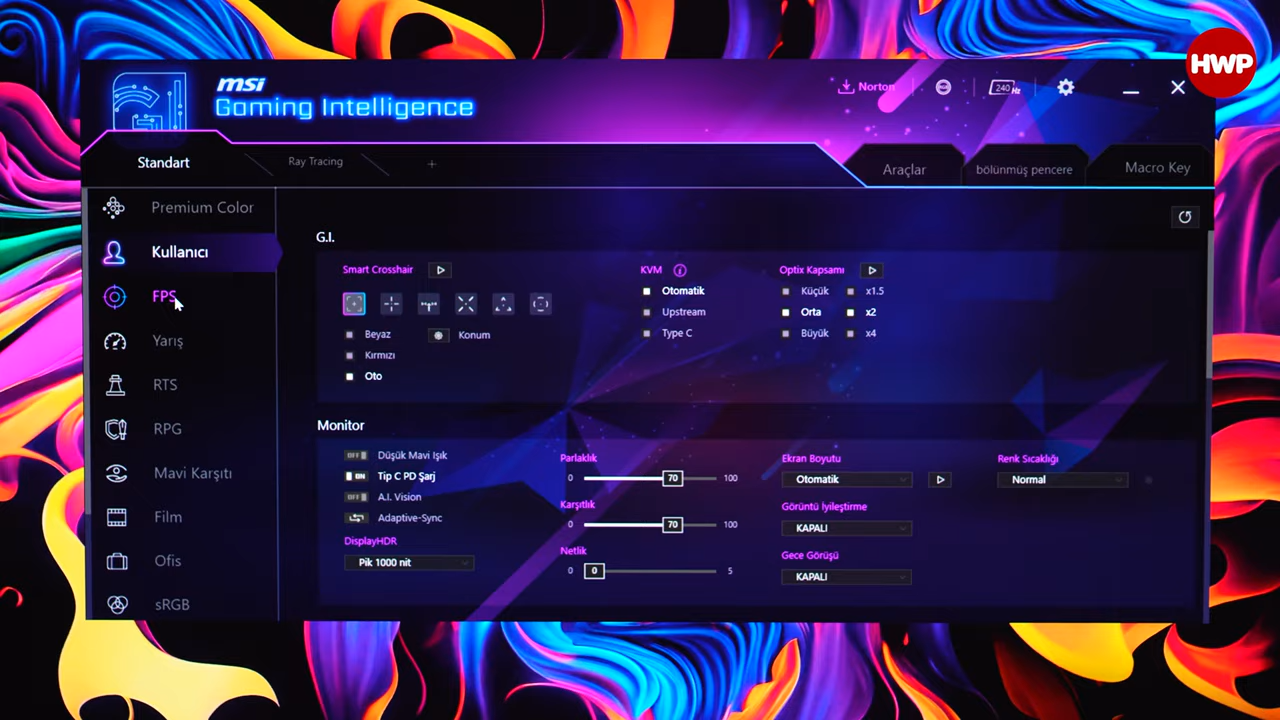 HWP
msi
Gaming Intelligence
Norton
240 Hz
Standart
Ray Tracing
+
Araçlar
bölünmüş pencere
Macro Key
Premium Color
Kullanıcı
FPS
Yarış
RTS
RPG
Mavi Karşıtı
Film
Ofis
sRGB
G.I.
Smart Crosshair
Beyaz
Konum
Kırmızı
Oto
KVM i
Otomatik
Upstream
Type C
Optix Kapsamı
Küçük x1.5
Orta x2
Büyük x4
Monitor
OFF Düşük Mavi Işık
ON Tip C PD Şarj
OFF A.I. Vision
Adaptive-Sync
DisplayHDR
Pik 1000 nit
Parlaklık
0 70 100
Karşıtlık
0 70 100
Netlik
0 0 5
Ekran Boyutu
Otomatik
Görüntü İyileştirme
KAPALI
Gece Görüşü
KAPALI
Renk Sıcaklığı
Normal